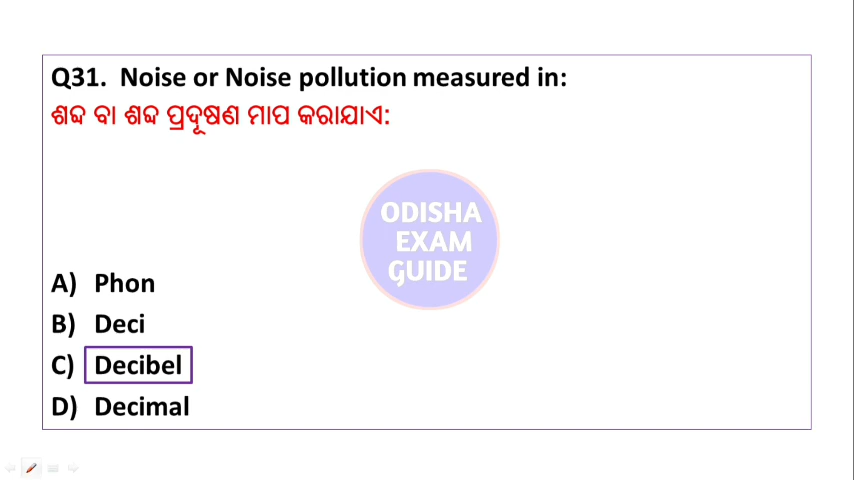 Q31. Noise or Noise pollution measured in:
ଶବ୍ଦ ବା ଶବ୍ଦ ପ୍ରଦୂଷଣ ମାପ କରାଯାଏ:
ODISHA
EXAM
GUIDE
A) Phon
B) Deci
C) Decibel
D) Decimal